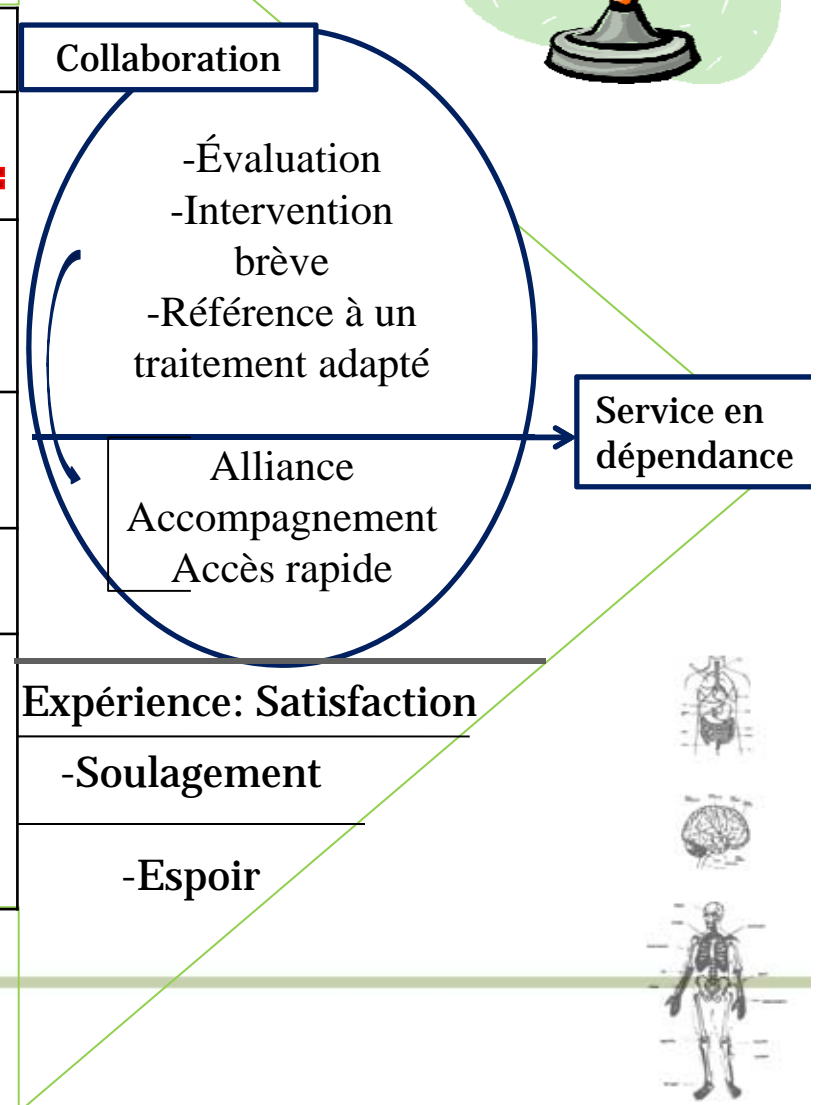 Collaboration
-Évaluation
-Intervention
brève
-Référence à un
traitement adapté
Service en
dépendance
Alliance
Accompagnement
Accès rapide
Expérience: Satisfaction
-Soulagement
-Espoir